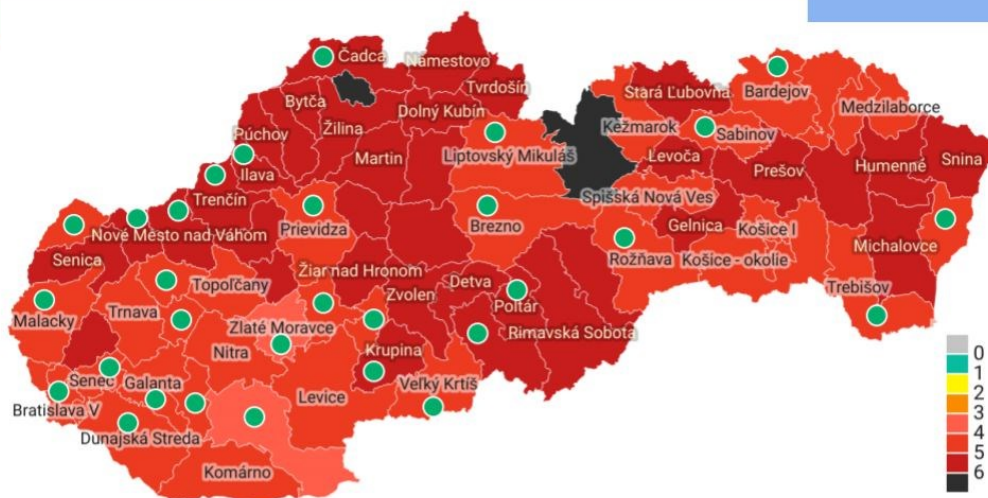 Čadca
Námestovo
Tvrdošín
Bytča
Dolný Kubín
Stará Ľubovňa
Bardejov
Medzilaborce
Kežmarok
Sabinov
Púchov
Žilina
Martin
Liptovský Mikuláš
Levoča
Prešov
Humenné
Snina
Ilava
Trenčín
Spišská Nová Ves
Nové Mesto nad Váhom
Prievidza
Brezno
Gelnica
Košice I
Michalovce
Senica
Rožňava
Košice - okolie
Topoľčany
Žiar nad Hronom
Zvolen
Detva
Poltár
Trebišov
Malacky
Trnava
Zlaté Moravce
Nitra
Rimavská Sobota
Krupina
Senec
Galanta
Levice
Veľký Krtíš
Bratislava V
Dunajská Streda
Komárno
0
1
2
3
4
5
6